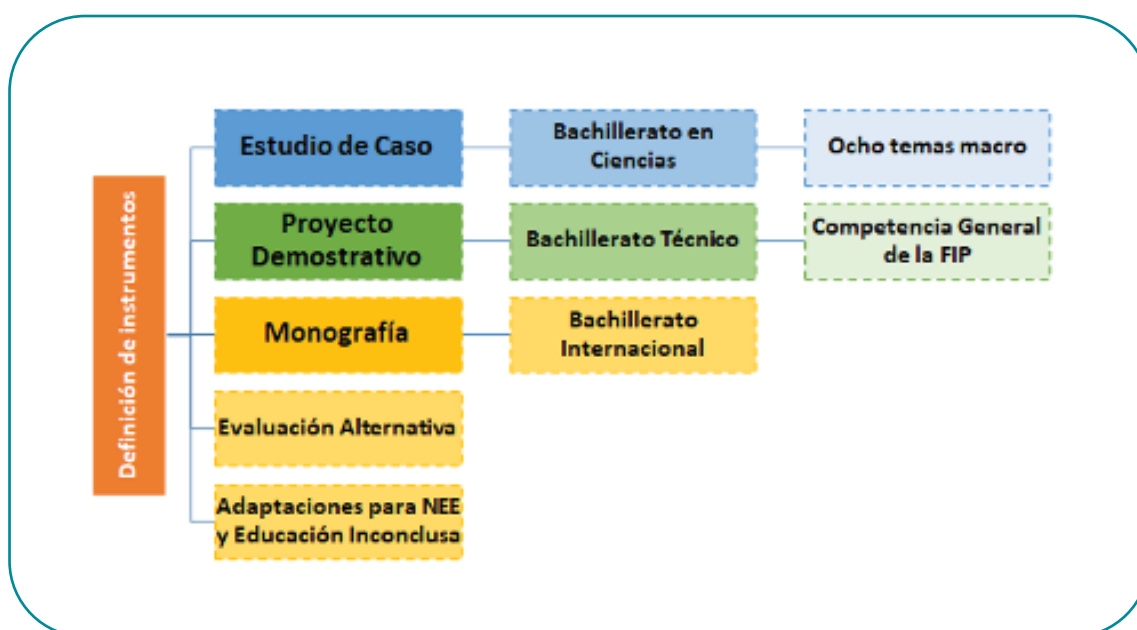 Definición de instrumentos
Estudio de Caso
Bachillerato en
Ciencias
Ocho temas macro
Proyecto
Demostrativo
Bachillerato Técnico
Competencia General
de la FIP
Monografía
Bachillerato
Internacional
Evaluación Alternativa
Adaptaciones para NEE
y Educación Inconclusa